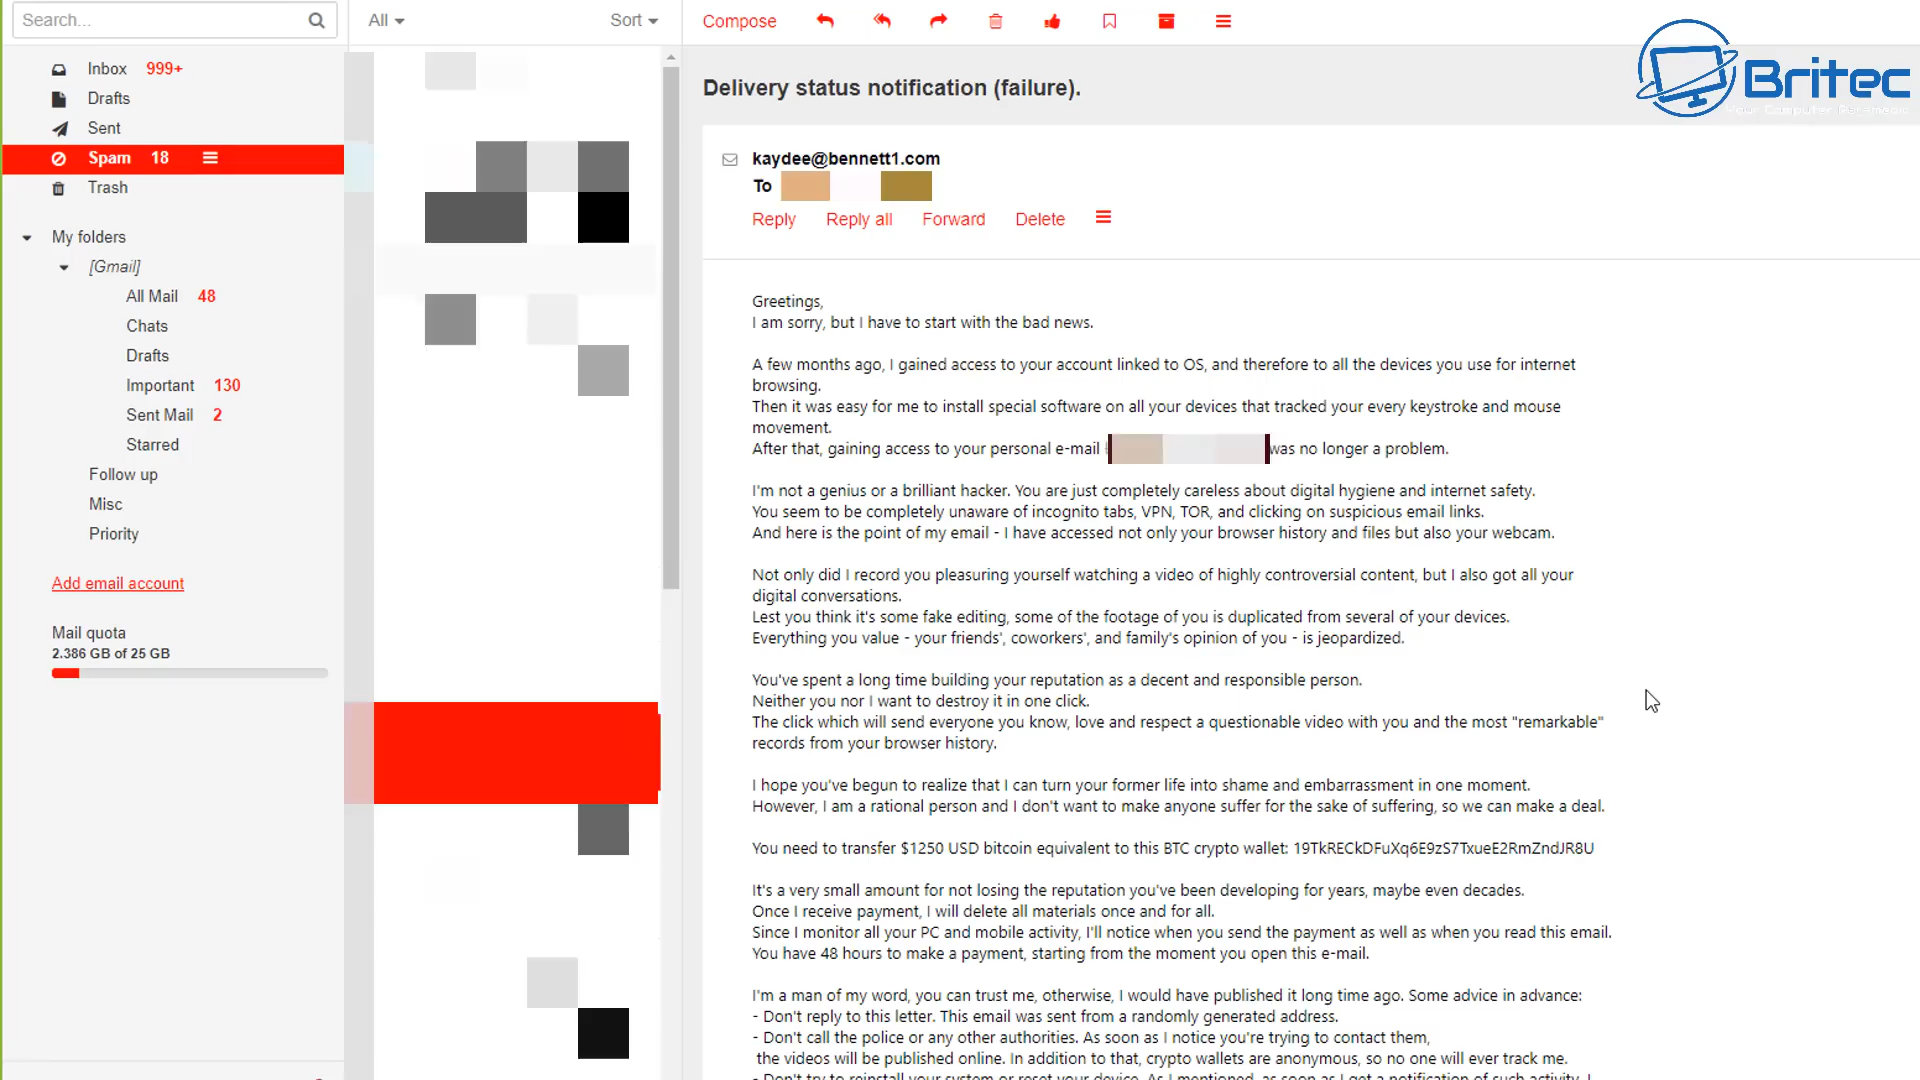 Search...
All
Sort
Compose
Inbox 999+
Drafts
Sent
Spam 18
Trash
My folders
[Gmail]
All Mail 48
Chats
Drafts
Important 130
Sent Mail 2
Starred
Follow up
Misc
Priority
Add email account
Mail quota
2.386 GB of 25 GB
Britec
Your Computer
Delivery status notification (failure).
kaydee@bennett1.com
To
Reply Reply all Forward Delete
Greetings,
I am sorry, but I have to start with the bad news.
A few months ago, I gained access to your account linked to OS, and therefore to all the devices you use for internet
browsing.
Then it was easy for me to install special software on all your devices that tracked your every keystroke and mouse
movement.
After that, gaining access to your personal e-mail was no longer a problem.
I'm not a genius or a brilliant hacker. You are just completely careless about digital hygiene and internet safety.
You seem to be completely unaware of incognito tabs, VPN, TOR, and clicking on suspicious email links.
And here is the point of my email - I have accessed not only your browser history and files but also your webcam.
Not only did I record you pleasuring yourself watching a video of highly controversial content, but I also got all your
digital conversations.
Lest you think it's some fake editing, some of the footage of you is duplicated from several of your devices.
Everything you value - your friends', coworkers', and family's opinion of you - is jeopardized.
You've spent a long time building your reputation as a decent and responsible person.
Neither you nor I want to destroy it in one click.
The click which will send everyone you know, love and respect a questionable video with you and the most "remarkable"
records from your browser history.
I hope you've begun to realize that I can turn your former life into shame and embarrassment in one moment.
However, I am a rational person and I don't want to make anyone suffer for the sake of suffering, so we can make a deal.
You need to transfer $1250 USD bitcoin equivalent to this BTC crypto wallet: 19TkRECkDFuXq6E9zS7TxueE2RmZndJR8U
It's a very small amount for not losing the reputation you've been developing for years, maybe even decades.
Once I receive payment, I will delete all materials once and for all.
Since I monitor all your PC and mobile activity, I'll notice when you send the payment as well as when you read this email.
You have 48 hours to make a payment, starting from the moment you open this e-mail.
I'm a man of my word, you can trust me, otherwise, I would have published it long time ago. Some advice in advance:
- Don't reply to this letter. This email was sent from a randomly generated address.
- Don't call the police or any other authorities. As soon as I notice you're trying to contact them,
the videos will be published online. In addition to that, crypto wallets are anonymous, so no one will ever track me.
- Don't try to reinstall your system or reset your device. As I mentioned, as soon as I get a notification of such activity, I